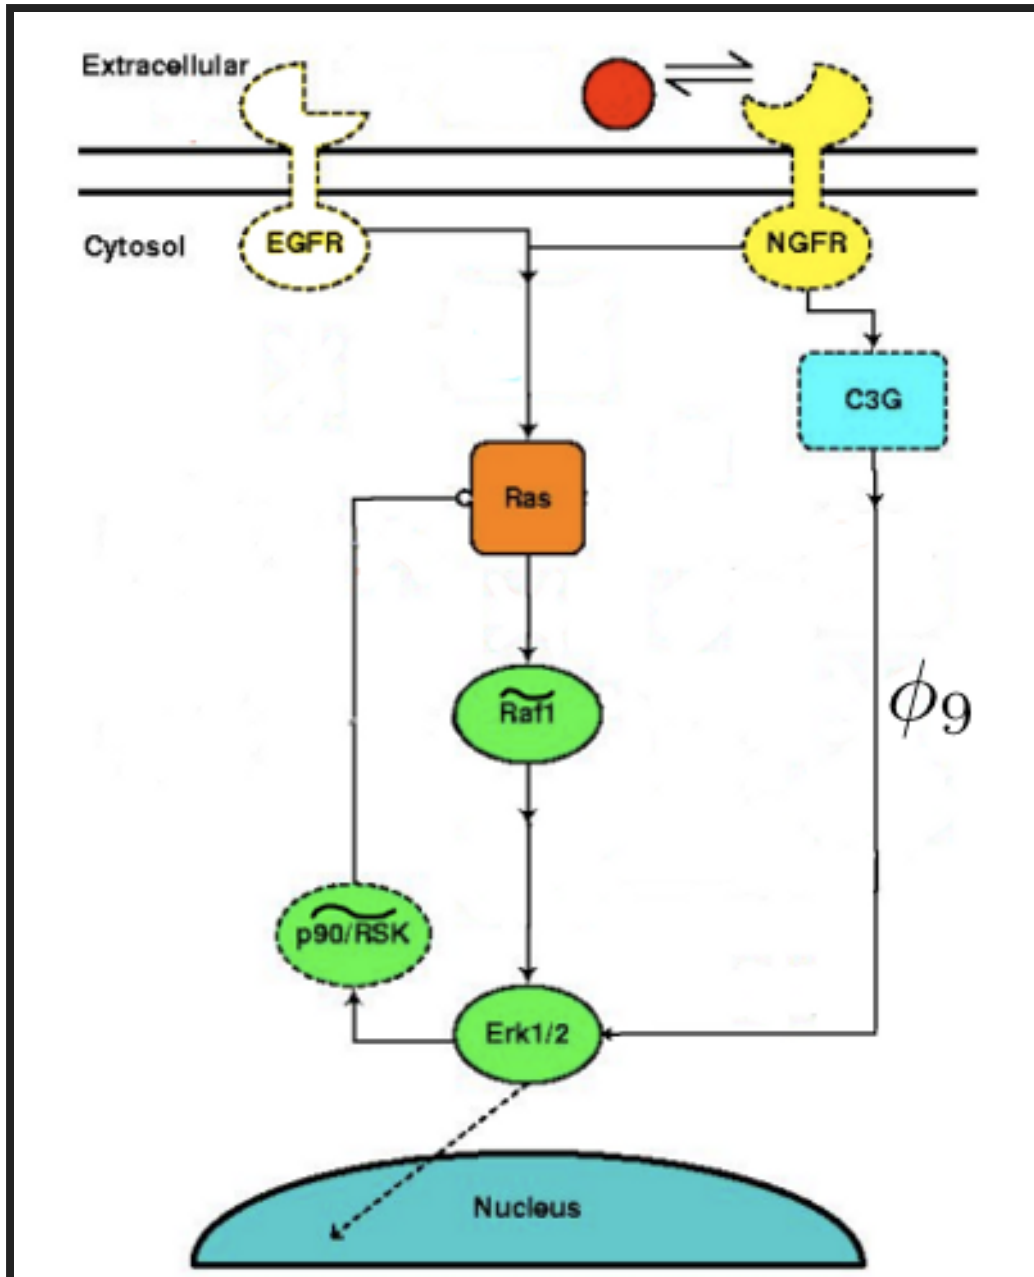 Extracellular
Cytosol
EGFR
NGFR
C3G
Ras
Raf1
ϕ9
p90/RSK
Erk1/2
Nucleus